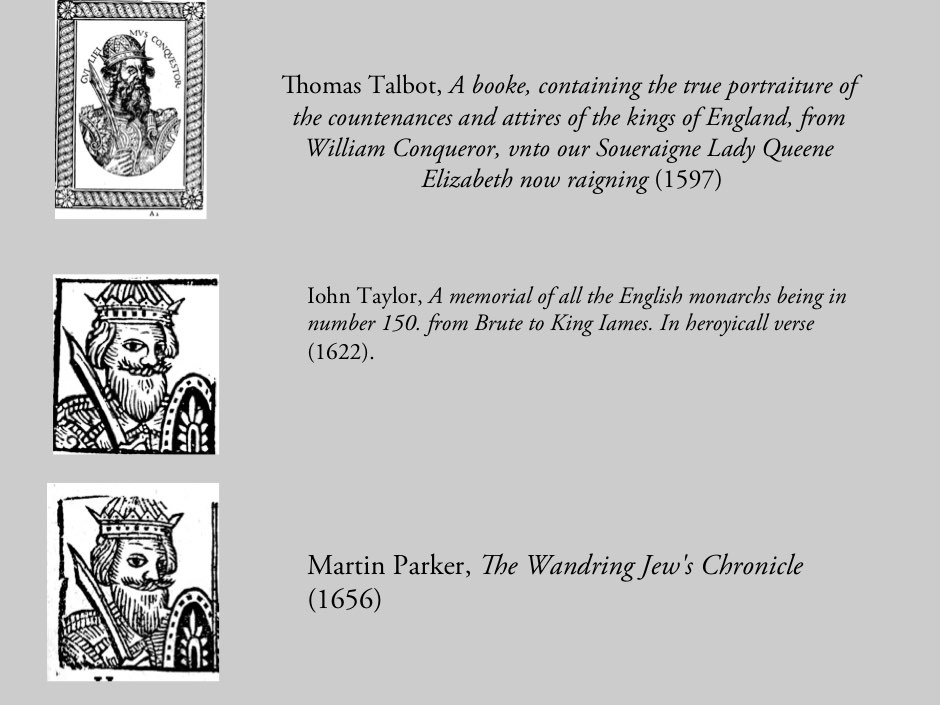 GVLIELMVS CONQVESTOR.
A 2
Thomas Talbot, A booke, containing the true portraiture of
the countenances and attires of the kings of England, from
William Conqueror, vnto our Soueraigne Lady Queene
Elizabeth now raigning (1597)
Iohn Taylor, A memorial of all the English monarchs being in
number 150. from Brute to King Iames. In heroyicall verse
(1622).
Martin Parker, The Wandring Jew's Chronicle
(1656)